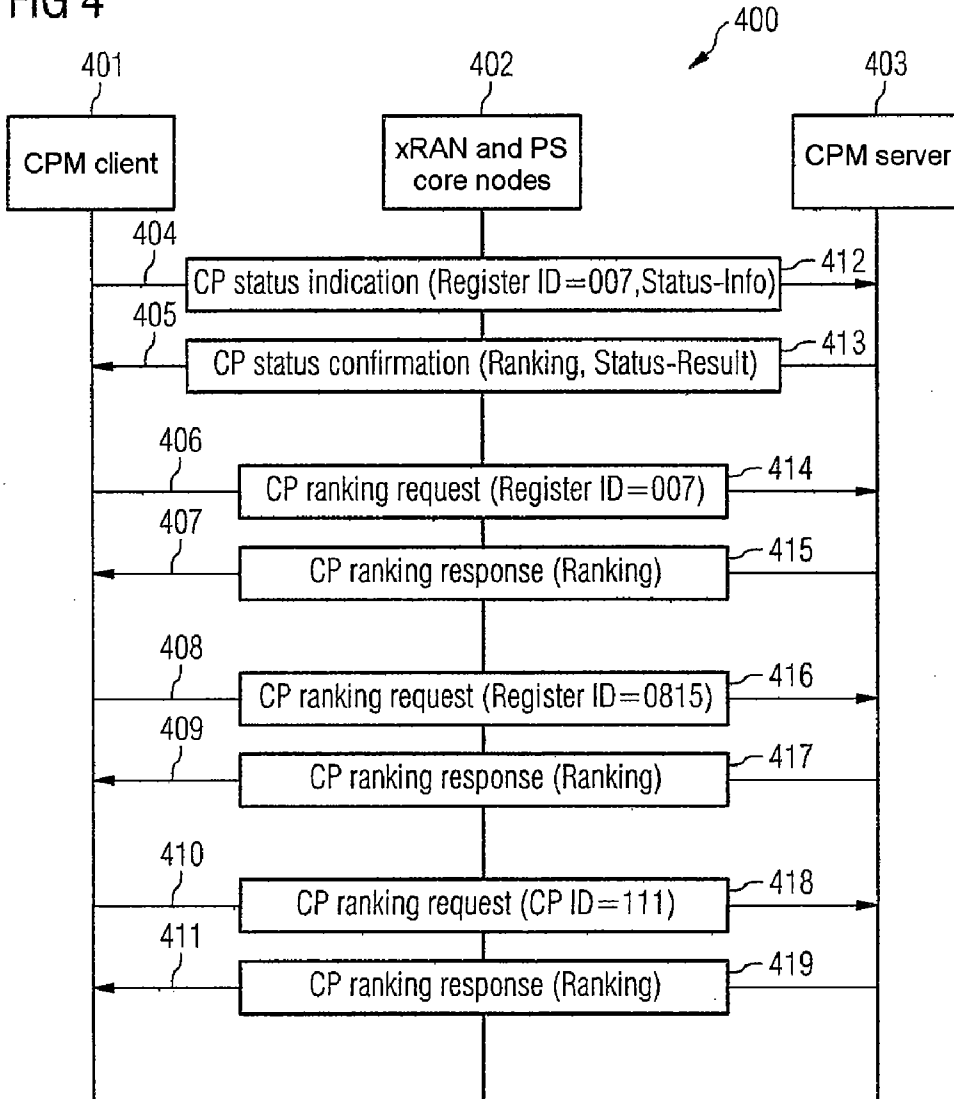 FIG 4
400
401
402
403
CPM client
xRAN and PS
core nodes
CPM server
404
CP status indication (Register ID=007,Status-Info)
412
405
CP status confirmation (Ranking, Status-Result)
413
406
CP ranking request (Register ID=007)
414
407
CP ranking response (Ranking)
415
408
CP ranking request (Register ID=0815)
416
409
CP ranking response (Ranking)
417
410
CP ranking request (CP ID=111)
418
411
CP ranking response (Ranking)
419